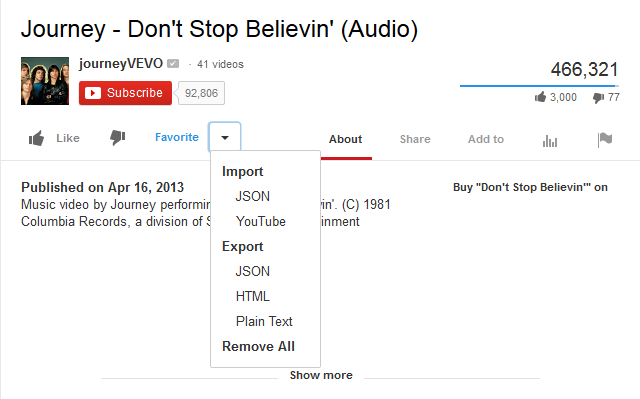 Journey - Don't Stop Believin' (Audio)
journeyVEVO · 41 videos
Subscribe 92,806
466,321
3,000 77
Like Favorite About Share Add to
Import
JSON
YouTube
Export
JSON
HTML
Plain Text
Remove All
Published on Apr 16, 2013
Music video by Journey performin vin'. (C) 1981
Columbia Records, a division of S inment
Buy "Don't Stop Believin'" on
Show more